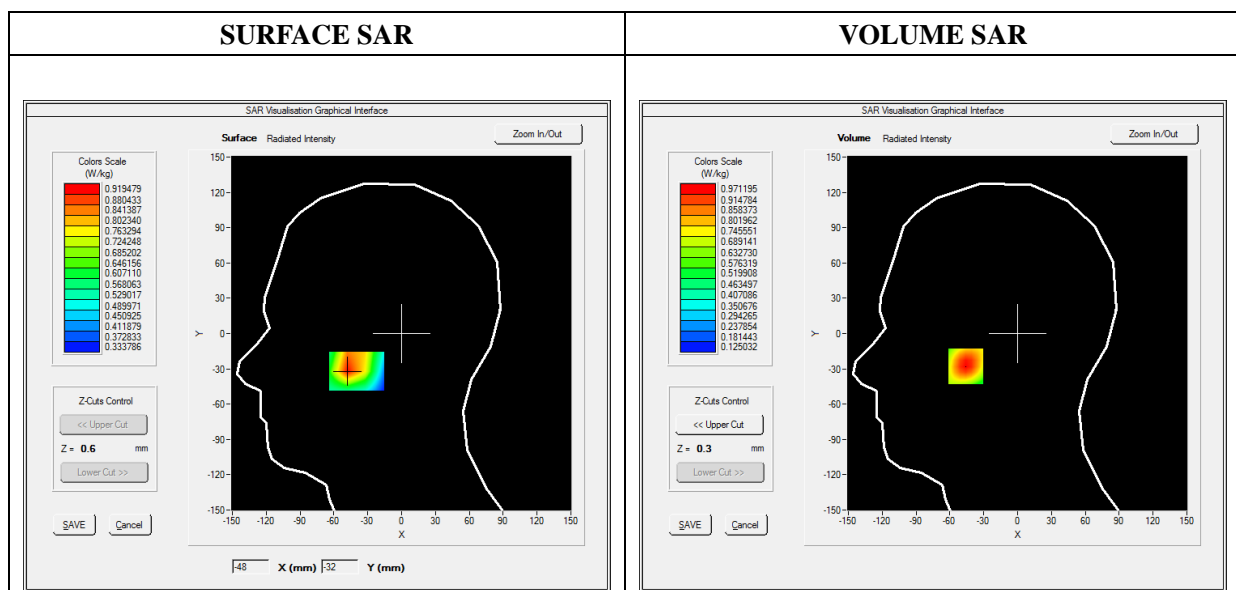 SURFACE SAR
VOLUME SAR
SAR Visualisation Graphical Interface
Surface Radiated Intensity
Zoom In/Out
Colors Scale
(W/kg)
0.919479
0.880433
0.841387
0.802340
0.763294
0.724248
0.685202
0.646156
0.607110
0.568063
0.529017
0.489971
0.450925
0.411879
0.372833
0.333786
Z-Cuts Control
<< Upper Cut
Z = 0.6 mm
Lower Cut >>
SAVE Cancel
150
120
90
60
30
0
-30
-60
-90
-120
-150
Y
-150 -120 -90 -60 -30 0 30 60 90 120 150
X
-48 X (mm) -32 Y (mm)
SAR Visualisation Graphical Interface
Volume Radiated Intensity
Zoom In/Out
Colors Scale
(W/kg)
0.971195
0.914784
0.858373
0.801962
0.745551
0.689141
0.632730
0.576319
0.519908
0.463497
0.407086
0.350676
0.294265
0.237854
0.181443
0.125032
Z-Cuts Control
<< Upper Cut
Z = 0.3 mm
Lower Cut >>
SAVE Cancel
150
120
90
60
30
0
-30
-60
-90
-120
-150
Y
-150 -120 -90 -60 -30 0 30 60 90 120 150
X